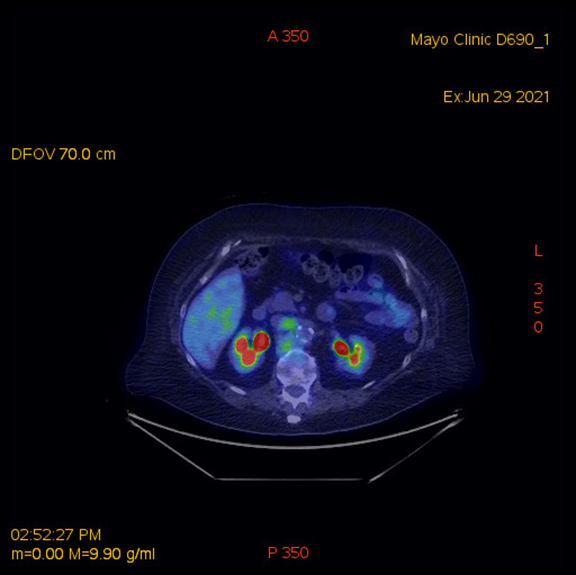 A 350
Mayo Clinic D690_1
Ex:Jun 29 2021
DFOV 70.0 cm
L
3
5
0
02:52:27 PM
m=0.00 M=9.90 g/ml
P 350